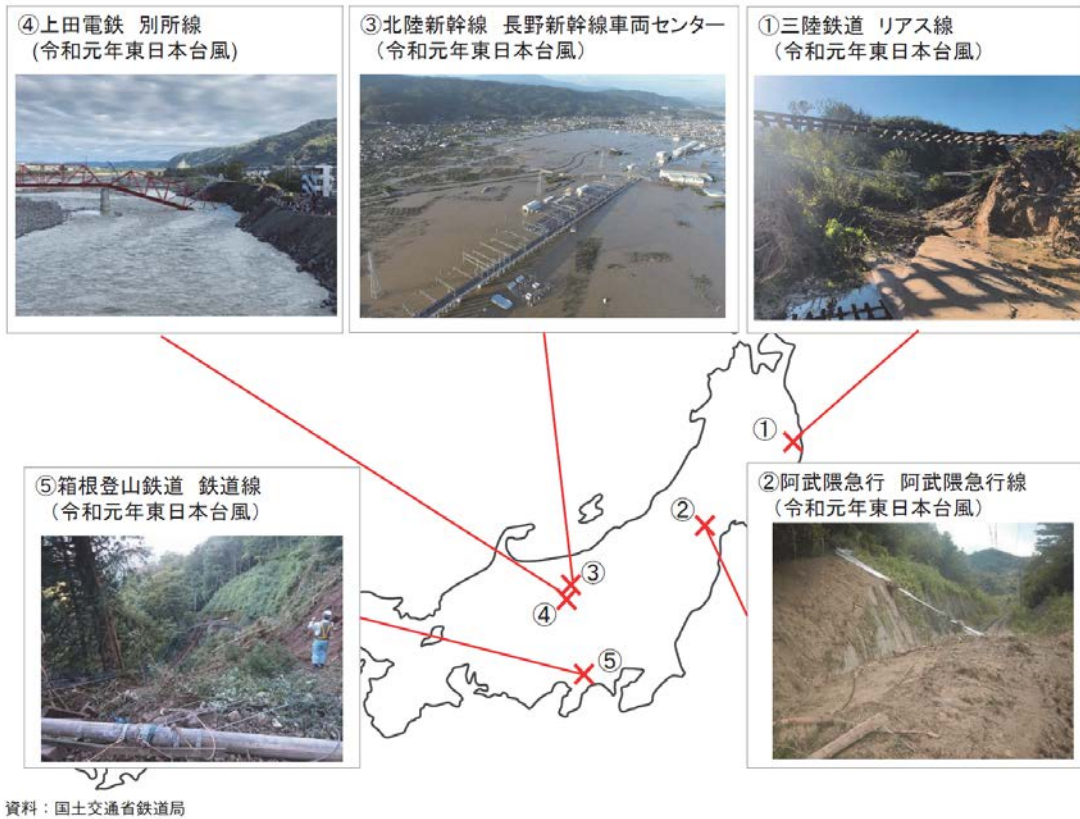 ④上田電鉄 別所線
(令和元年東日本台風)
③北陸新幹線 長野新幹線車両センター
（令和元年東日本台風）
①三陸鉄道 リアス線
（令和元年東日本台風）
①
⑤箱根登山鉄道 鉄道線
（令和元年東日本台風）
②
②阿武隈急行 阿武隈急行線
（令和元年東日本台風）
③
④
⑤
資料：国土交通省鉄道局